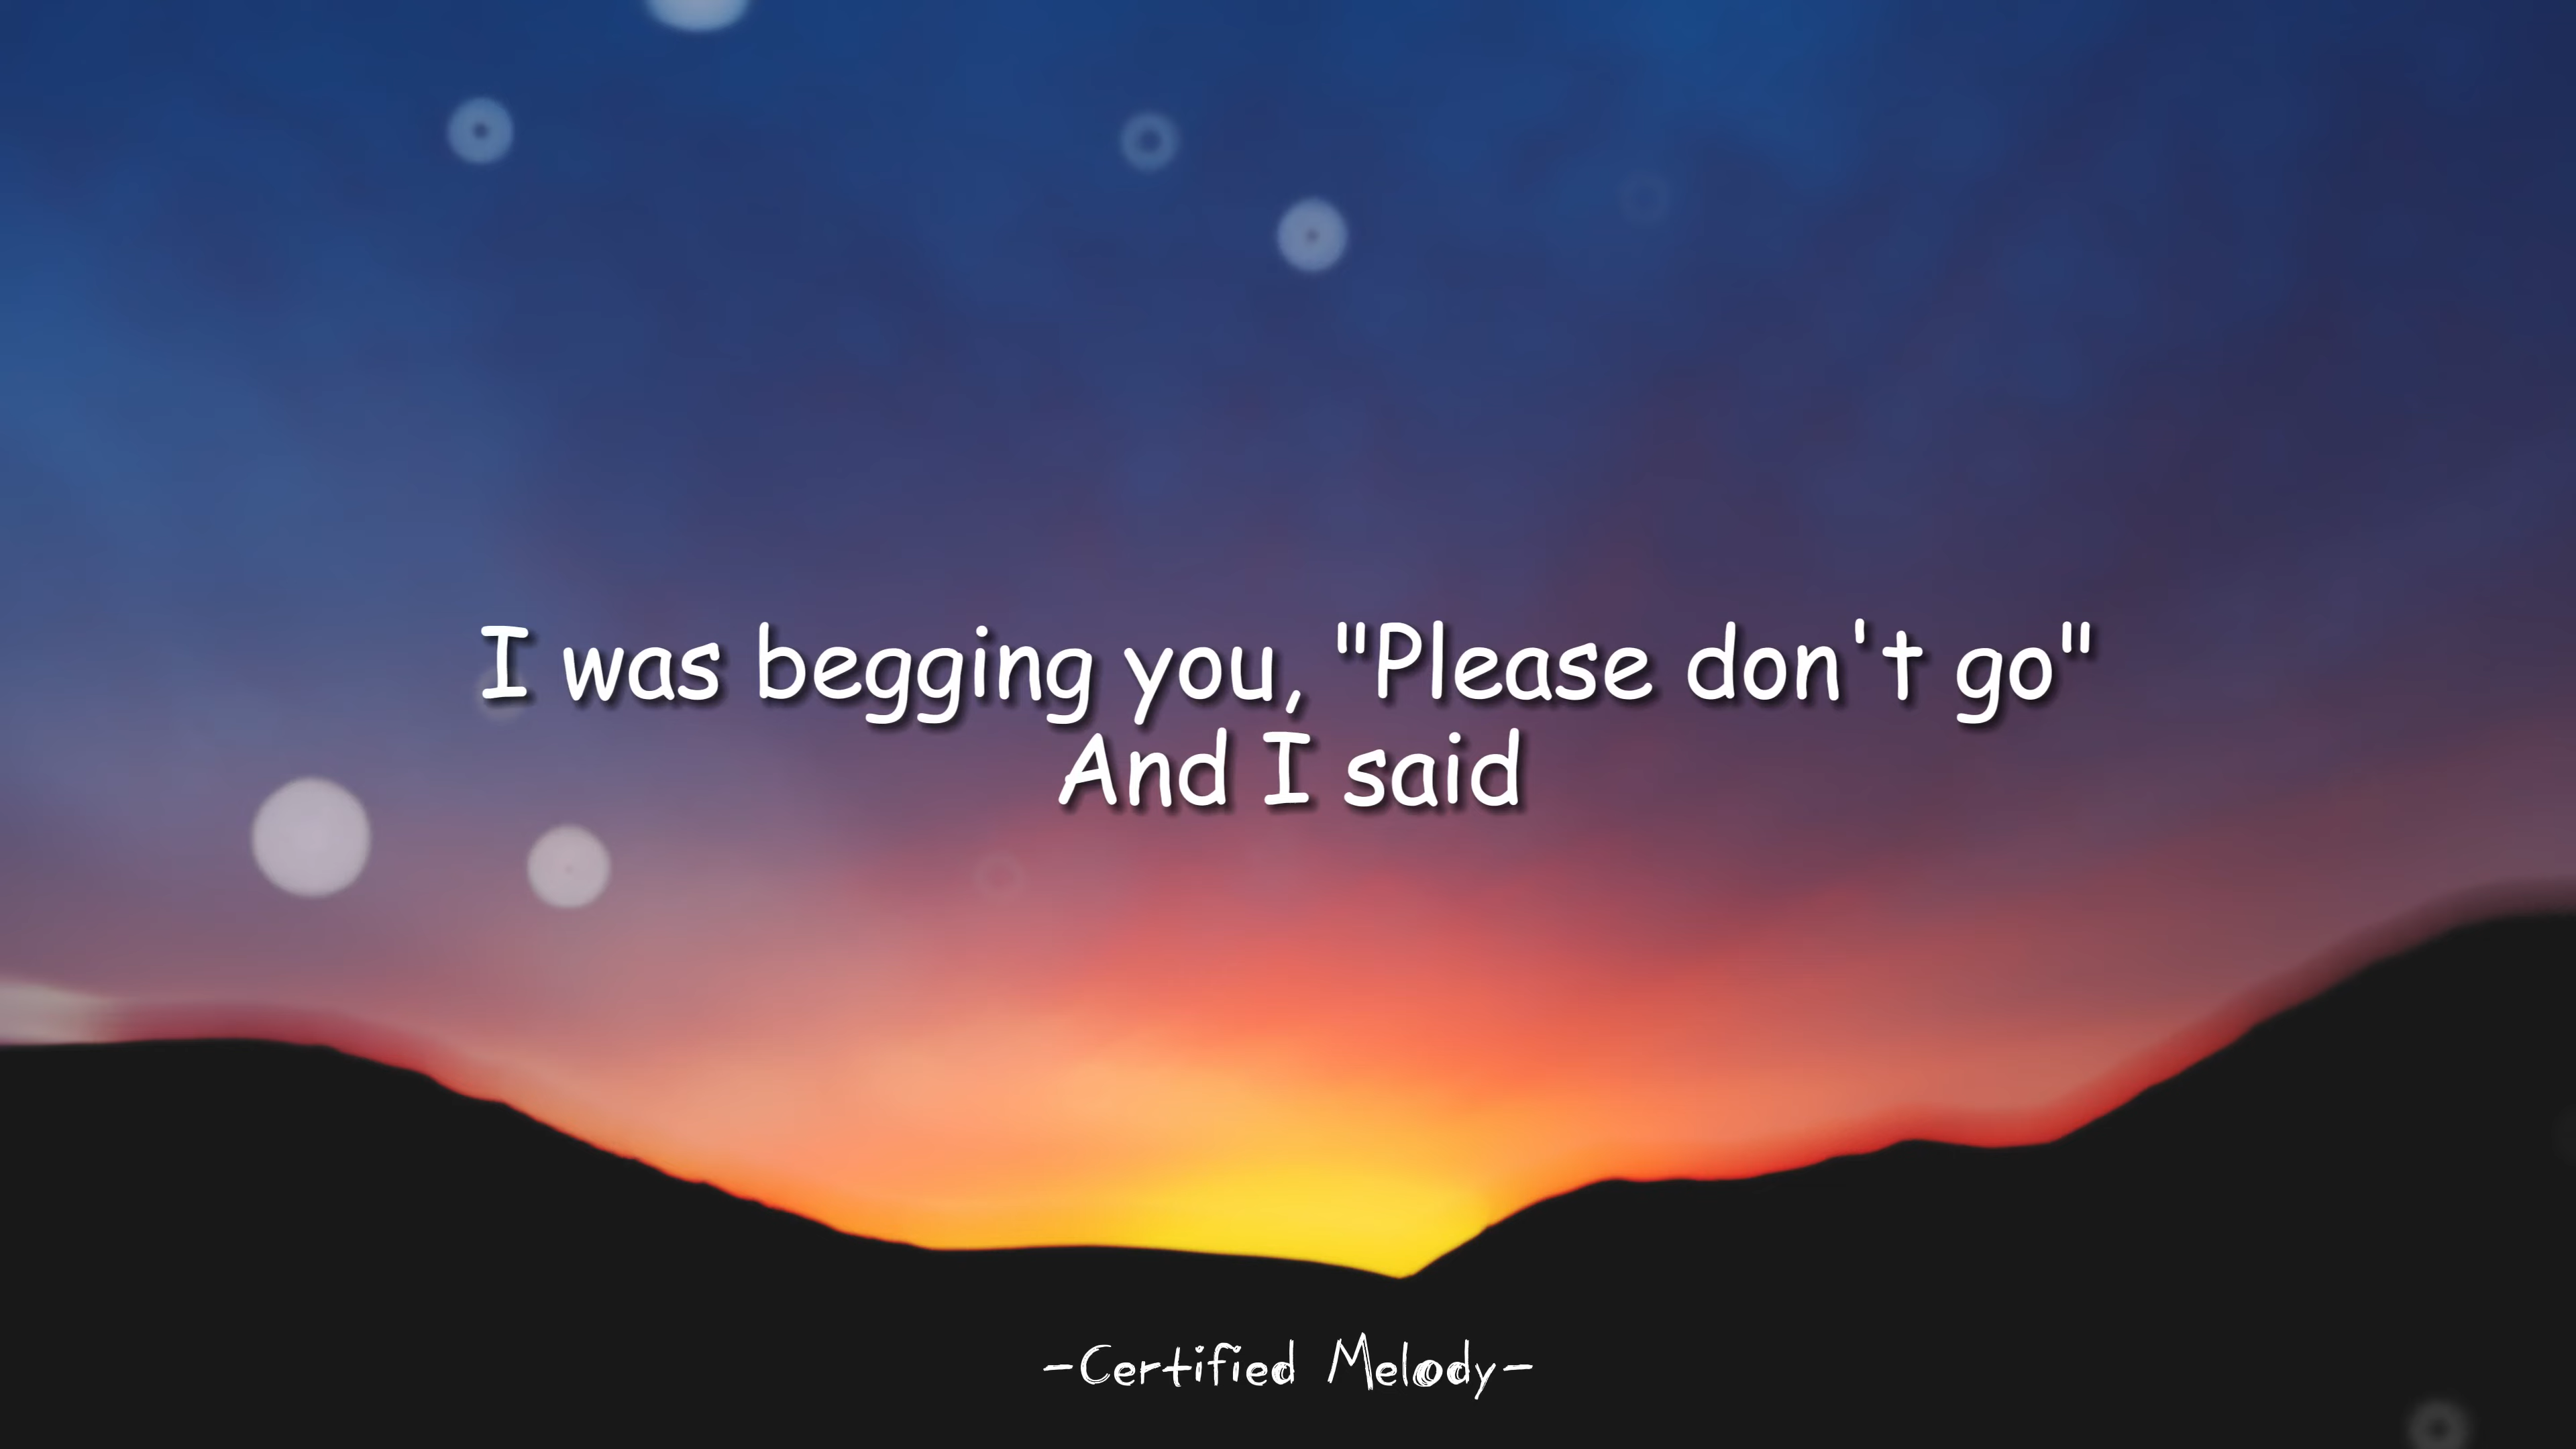 I was begging you, "Please don't go"
And I said
-Certified Melody-